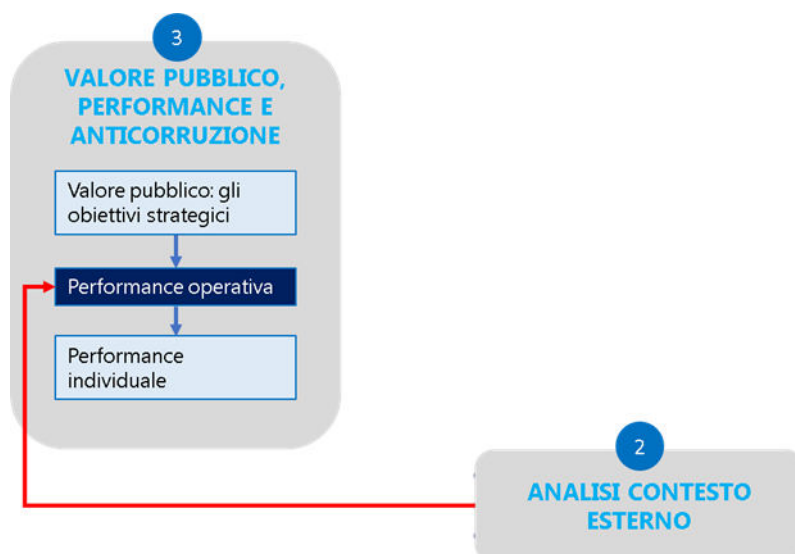 3
VALORE PUBBLICO,
PERFORMANCE E
ANTICORRUZIONE
Valore pubblico: gli
obiettivi strategici
Performance operativa
Performance
individuale
2
ANALISI CONTESTO
ESTERNO